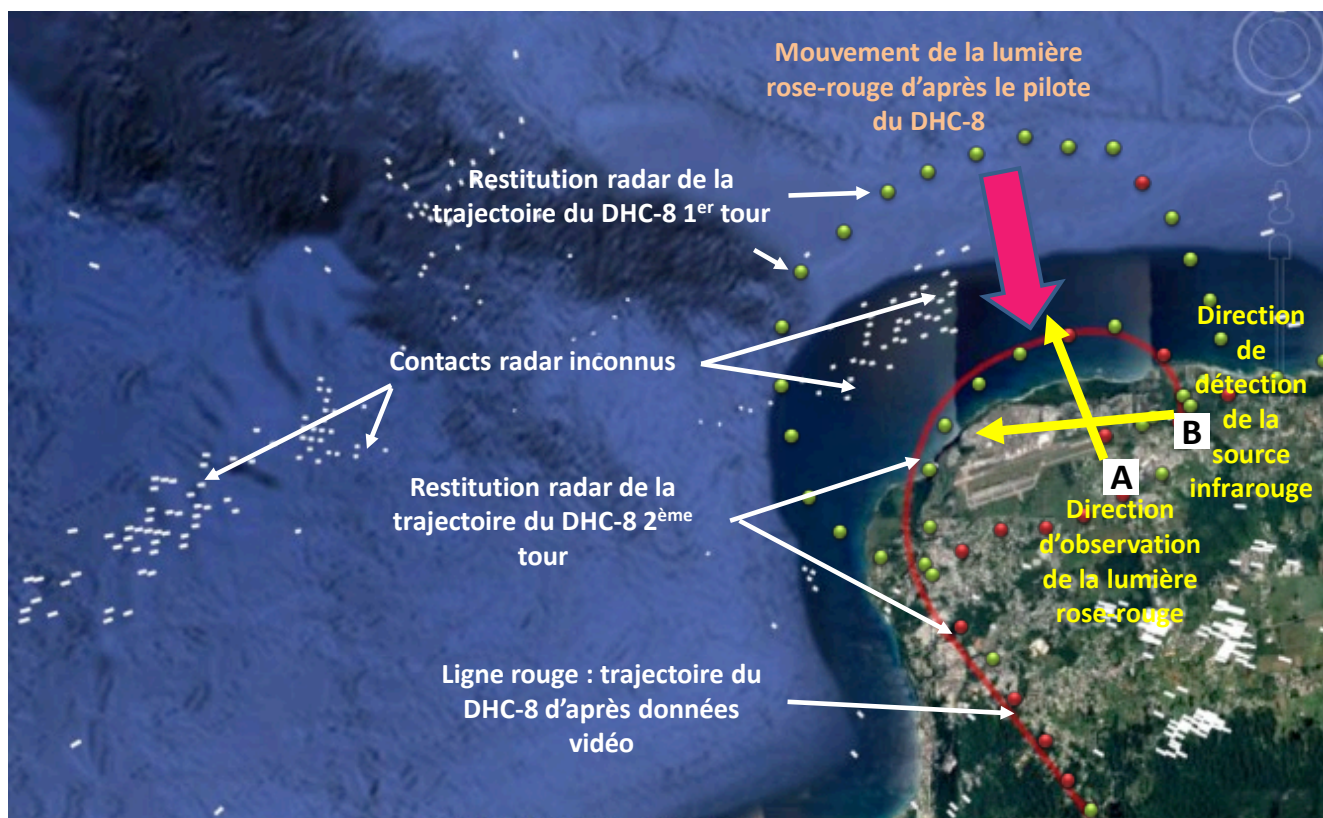 Mouvement de la lumière
rose-rouge d’après le pilote
du DHC-8
Restitution radar de la
trajectoire du DHC-8 1er tour
Contacts radar inconnus
Direction
de
détection
de la
source
infrarouge
B
A
Restitution radar de la
trajectoire du DHC-8 2ème
tour
Direction
d’observation
de la lumière
rose-rouge
Ligne rouge : trajectoire du
DHC-8 d’après données
vidéo